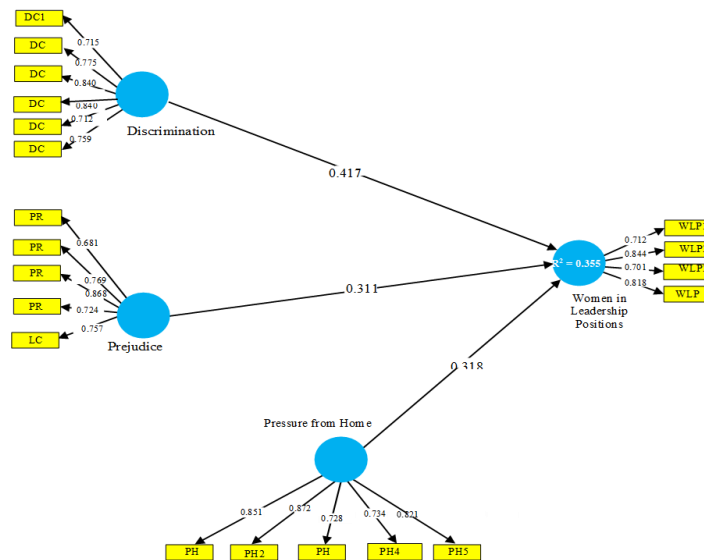 DC1
0.715
DC
0.775
DC
0.840
DC
0.840
DC
0.712
DC
0.759
Discrimination
0.417
PR
0.681
PR
0.769
PR
0.868
PR
0.724
LC
0.757
Prejudice
0.311
R² = 0.355
0.712
WLP1
0.844
0.701
0.818
WLP
Women in
Leadership
Positions
0.318
Pressure from Home
0.851
0.872
0.728
0.734
0.821
PH
PH2
PH
PH4
PH5